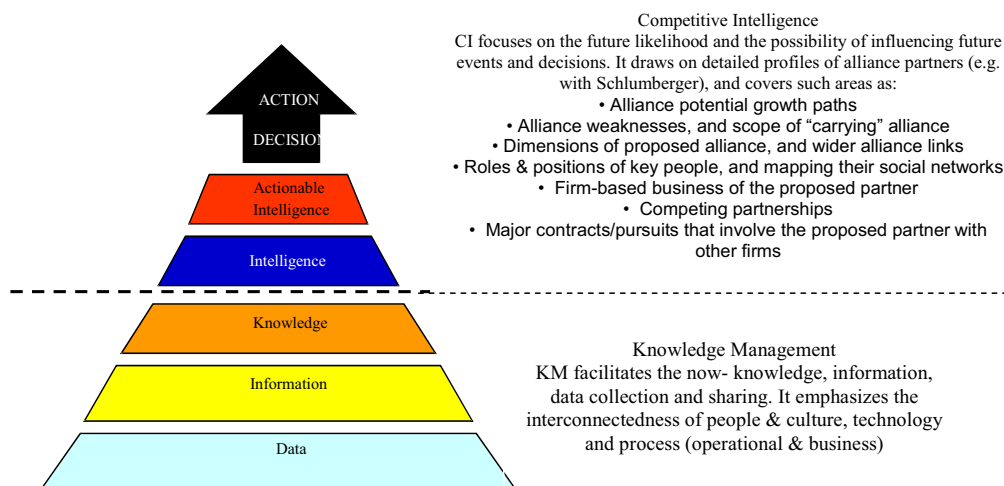 Competitive Intelligence
CI focuses on the future likelihood and the possibility of influencing future
events and decisions. It draws on detailed profiles of alliance partners (e.g.
with Schlumberger), and covers such areas as:
• Alliance potential growth paths
• Alliance weaknesses, and scope of “carrying” alliance
• Dimensions of proposed alliance, and wider alliance links
• Roles & positions of key people, and mapping their social networks
• Firm-based business of the proposed partner
• Competing partnerships
• Major contracts/pursuits that involve the proposed partner with
other firms
ACTION
DECISION
Actionable
Intelligence
Intelligence
Knowledge
Information
Data
Knowledge Management
KM facilitates the now- knowledge, information,
data collection and sharing. It emphasizes the
interconnectedness of people & culture, technology
and process (operational & business)